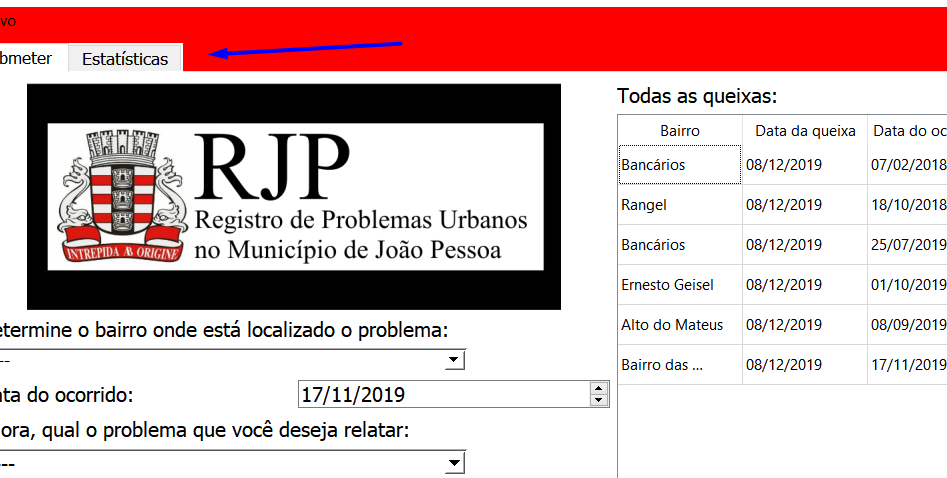 vo
bmeter
Estatísticas
RJP
Registro de Problemas Urbanos
no Município de João Pessoa
INTREPIDA AB ORIGINE
etermine o bairro onde está localizado o problema:
--
ata do ocorrido:
17/11/2019
ora, qual o problema que você deseja relatar:
---
Todas as queixas:
Bairro Data da queixa Data do oc
Bancários 08/12/2019 07/02/2018
Rangel 08/12/2019 18/10/2018
Bancários 08/12/2019 25/07/2019
Ernesto Geisel 08/12/2019 01/10/2019
Alto do Mateus 08/12/2019 08/09/2019
Bairro das ... 08/12/2019 17/11/2019